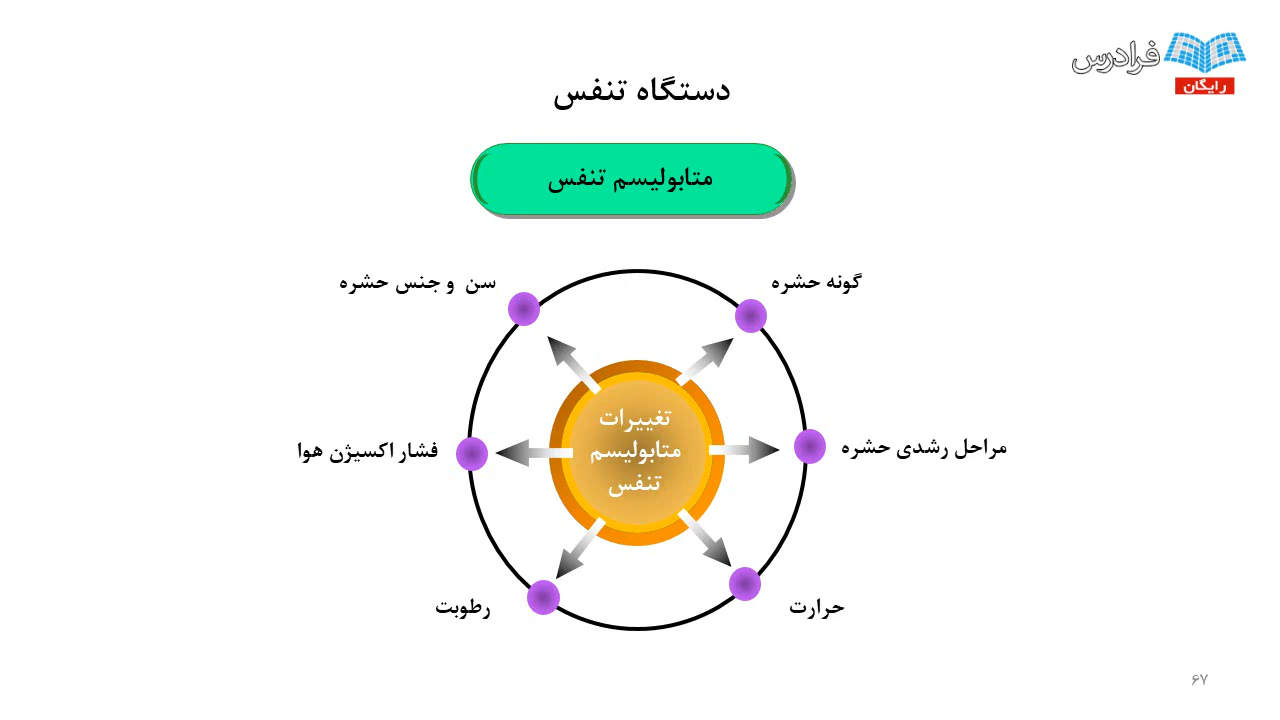 فرادرس
رایگان
دستگاه تنفس
متابولیسم تنفس
گونه حشره
سن و جنس حشره
تغییرات
متابولیسم
تنفس
مراحل رشدی حشره
فشار اکسیژن هوا
حرارت
رطوبت
۶۷